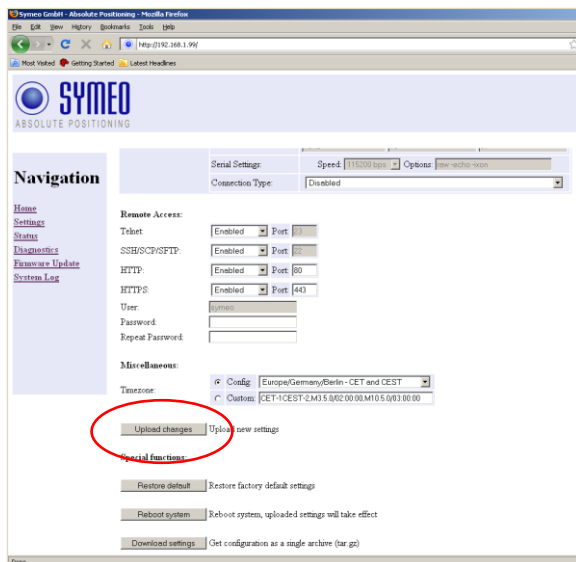 Symeo GmbH - Absolute Positioning - Mozilla Firefox
File Edit View History Bookmarks Tools Help
http://192.168.1.99/
Most Visited Getting Started Latest Headlines
SYMEO
ABSOLUTE POSITIONING
Navigation
Home
Settings
Status
Diagnostics
Firmware Update
System Log
Serial Settings: Speed: 115200 bps Options: raw -echo -ixon
Connection Type: Disabled
Remote Access:
Telnet: Enabled Port: 23
SSH/SCP/SFTP: Enabled Port: 22
HTTP: Enabled Port: 80
HTTPS: Enabled Port: 443
User: symeo
Password:
Repeat Password:
Miscellaneous:
Timezone:
Config: Europe/Germany/Berlin - CET and CEST
Custom: CET-1CEST-2,M3.5.0/02:00:00,M10.5.0/03:00:00
Upload changes Upload new settings
Special functions:
Restore default Restore factory default settings
Reboot system Reboot system, uploaded settings will take effect
Download settings Get configuration as a single archive (tar.gz)